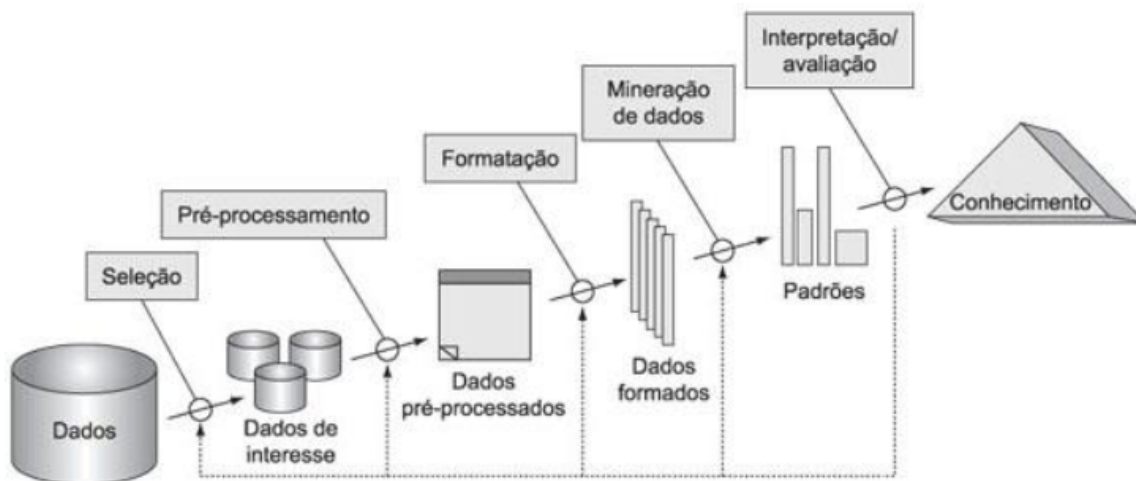 Interpretação/
avaliação
Mineração
de dados
Formatação
Pré-processamento
Seleção
Dados
Dados de
interesse
Dados
pré-processados
Dados
formados
Padrões
Conhecimento